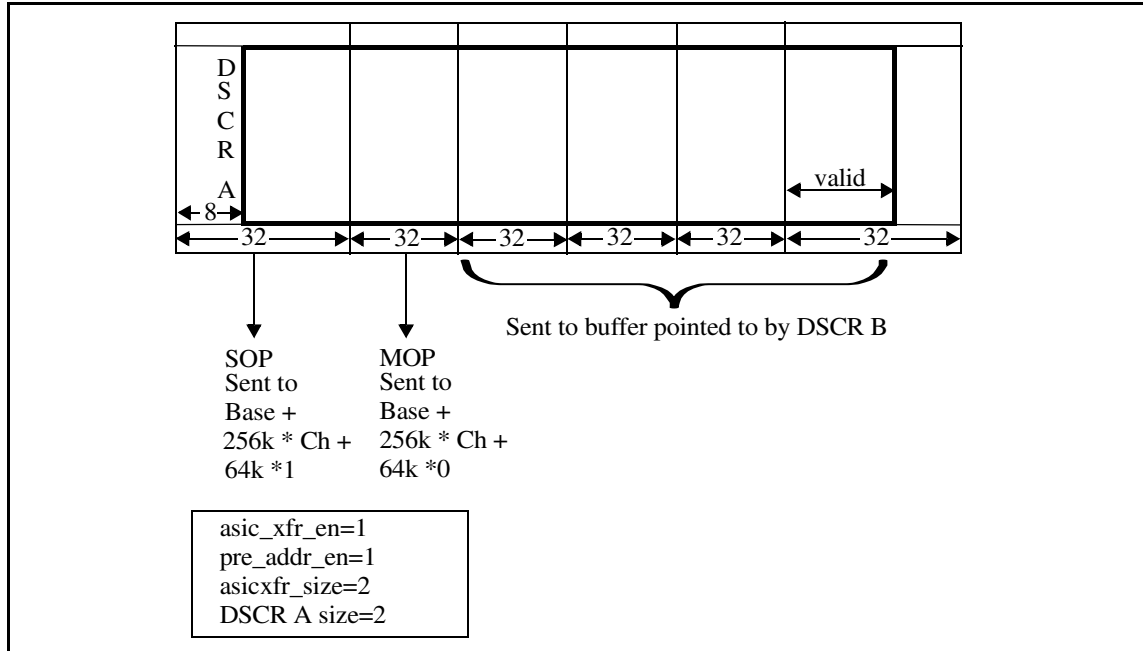 D
S
C
R
A
valid
8
32 32 32 32 32 32
Sent to buffer pointed to by DSCR B
SOP
Sent to
Base +
256k * Ch +
64k *1
MOP
Sent to
Base +
256k * Ch +
64k *0
asic_xfr_en=1
pre_addr_en=1
asicxfr_size=2
DSCR A size=2